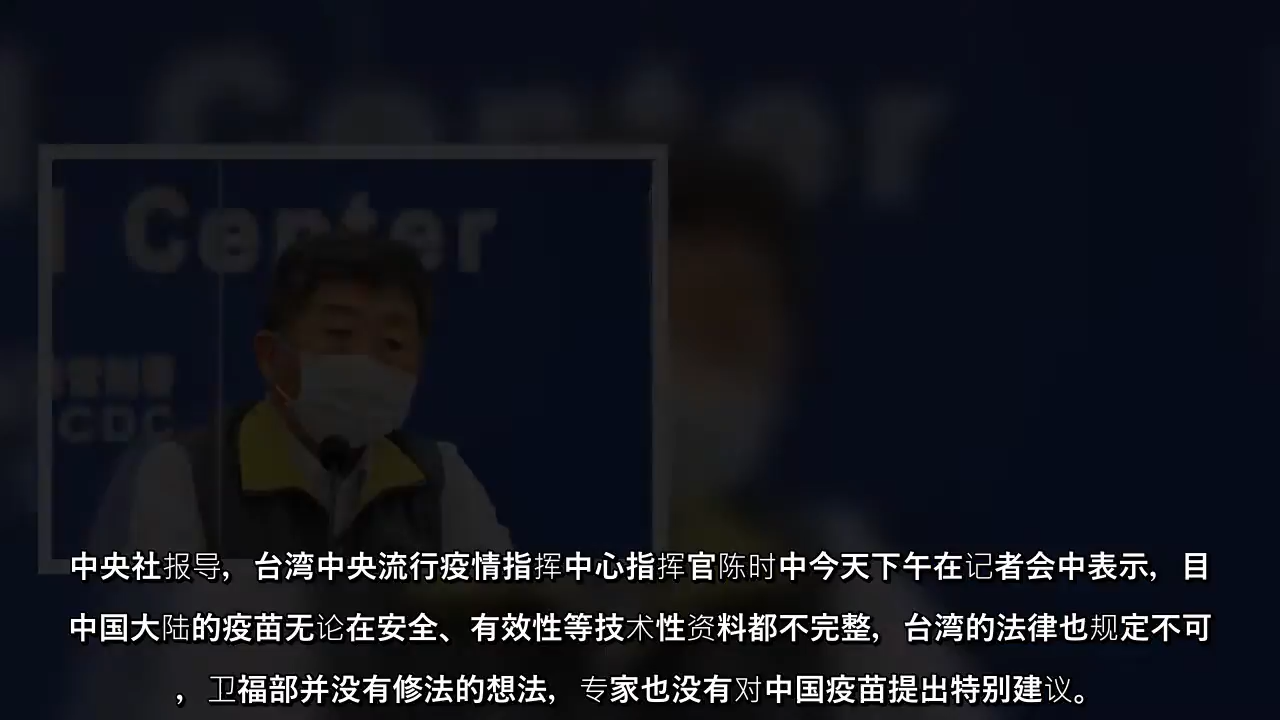 l Center
CDC
中央社报导，台湾中央流行疫情指挥中心指挥官陈时中今天下午在记者会中表示，目
中国大陆的疫苗无论在安全、有效性等技术性资料都不完整，台湾的法律也规定不可
，卫福部并没有修法的想法，专家也没有对中国疫苗提出特别建议。